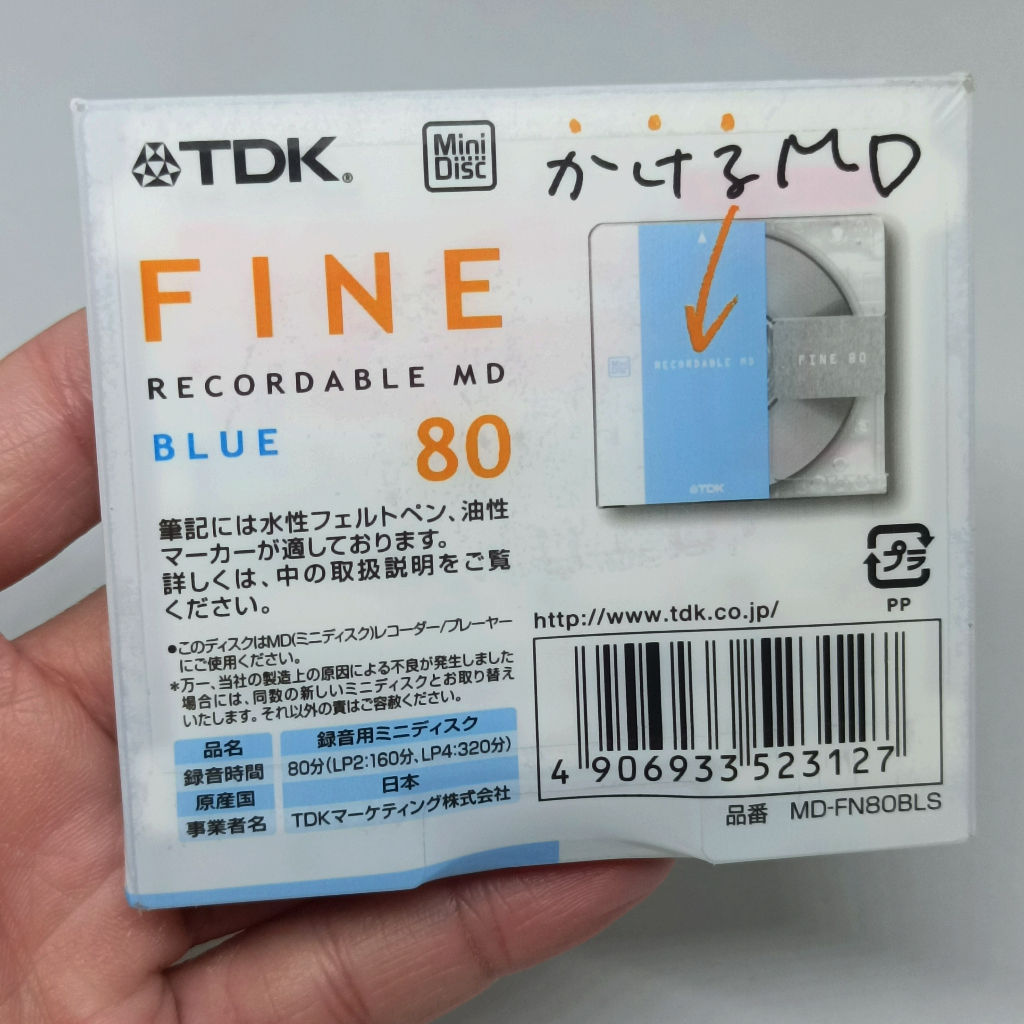 TDK®
Mini Disc
かけるMD
FINE
RECORDABLE MD
BLUE 80
Mini Disc
RECORDABLE MD
FINE 80
TDK
筆記には水性フェルトペン、油性
マーカーが適しております。
詳しくは、中の取扱説明をご覧
ください。
●このディスクはMD(ミニディスク)レコーダー/プレーヤー
にご使用ください。
*万一、当社の製造上の原因による不良が発生しました
場合には、同数の新しいミニディスクとお取り替え
いたします。それ以外の責はご容赦ください。
品名 録音用ミニディスク
録音時間 80分(LP2:160分、LP4:320分)
原産国 日本
事業者名 TDKマーケティング株式会社
プラ
PP
http://www.tdk.co.jp/
4 906933 523127
品番 MD-FN80BLS